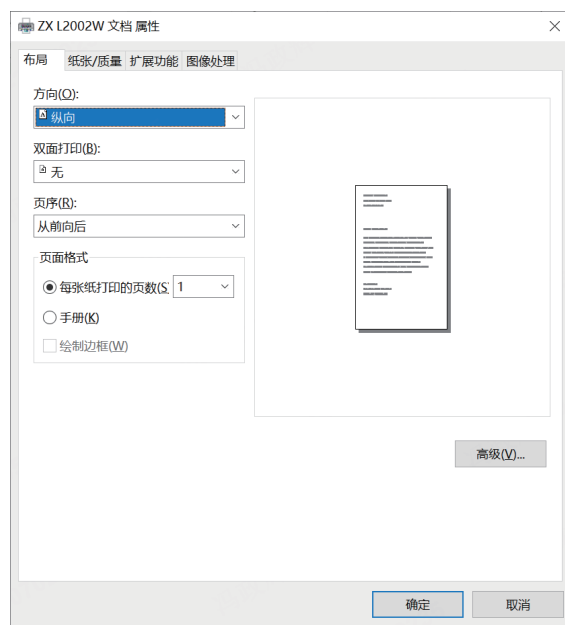 ZX L2002W 文档 属性
布局 纸张/质量 扩展功能 图像处理
方向(O):
纵向
双面打印(B):
无
页序(R):
从前向后
页面格式
每张纸打印的页数(S 1
手册(K)
绘制边框(W)
高级(V)...
确定 取消